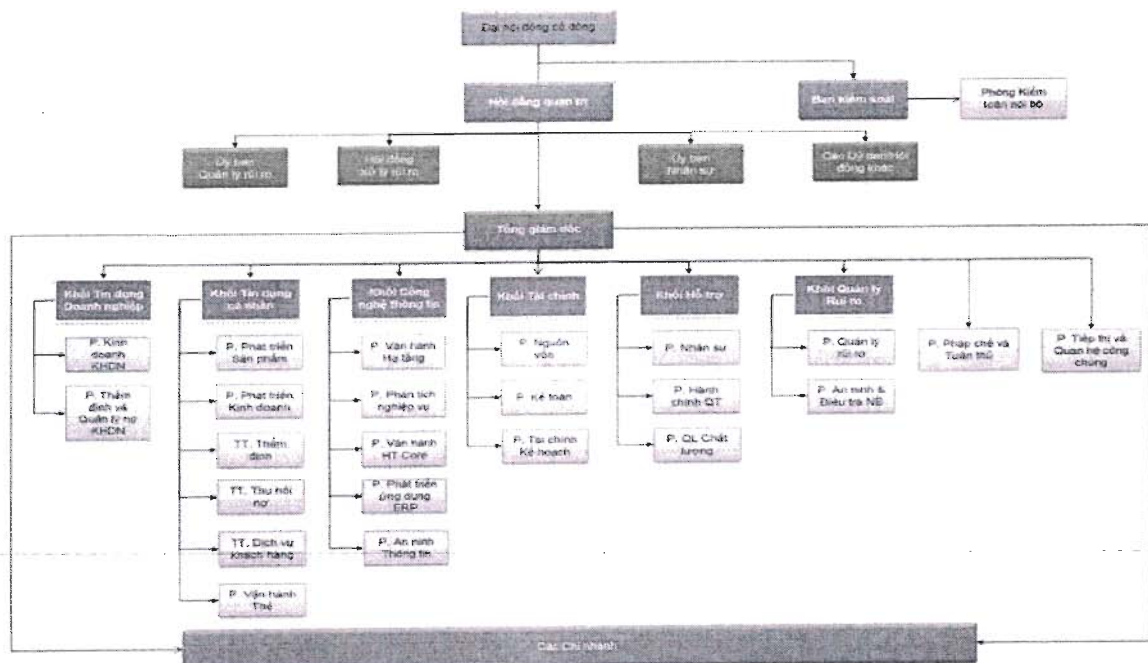 Đại hội đồng cổ đông
Hội đồng quản trị
Ban kiểm soát
Phòng Kiểm
toán nội bộ
Ủy ban
Quản lý rủi ro
Hội đồng
xử lý rủi ro
Ủy ban
Nhân sự
Các Uỷ ban/Hội
đồng khác
Tổng giám đốc
Khối Tín dụng
Doanh nghiệp
Khối Tín dụng
cá nhân
Khối Công
nghệ thông tin
Khối Tài chính
Khối Hỗ trợ
Khối Quản lý
Rủi ro
P. Kinh
doanh
KHDN
P. Thẩm
định và
Quản lý nợ
KHDN
P. Phát triển
Sản phẩm
P. Phát triển
Kinh doanh
TT. Thẩm
định
TT. Thu hồi
nợ
TT. Dịch vụ
khách hàng
P. Vận hành
Thẻ
P. Vận hành
Hạ tầng
P. Phân tích
nghiệp vụ
P. Vận hành
HT Core
P. Phát triển
ứng dụng
ERP
P. An ninh
Thông tin
P. Nguồn
vốn
P. Kế toán
P. Tài chính
Kế hoạch
P. Nhân sự
P. Hành
chính QT
P. QL Chất
lượng
P. Quản lý
rủi ro
P. An ninh &
Điều tra NB
P. Pháp chế và
Tuân thủ
P. Tiếp thị và
Quan hệ công
chúng
Các Chi nhánh